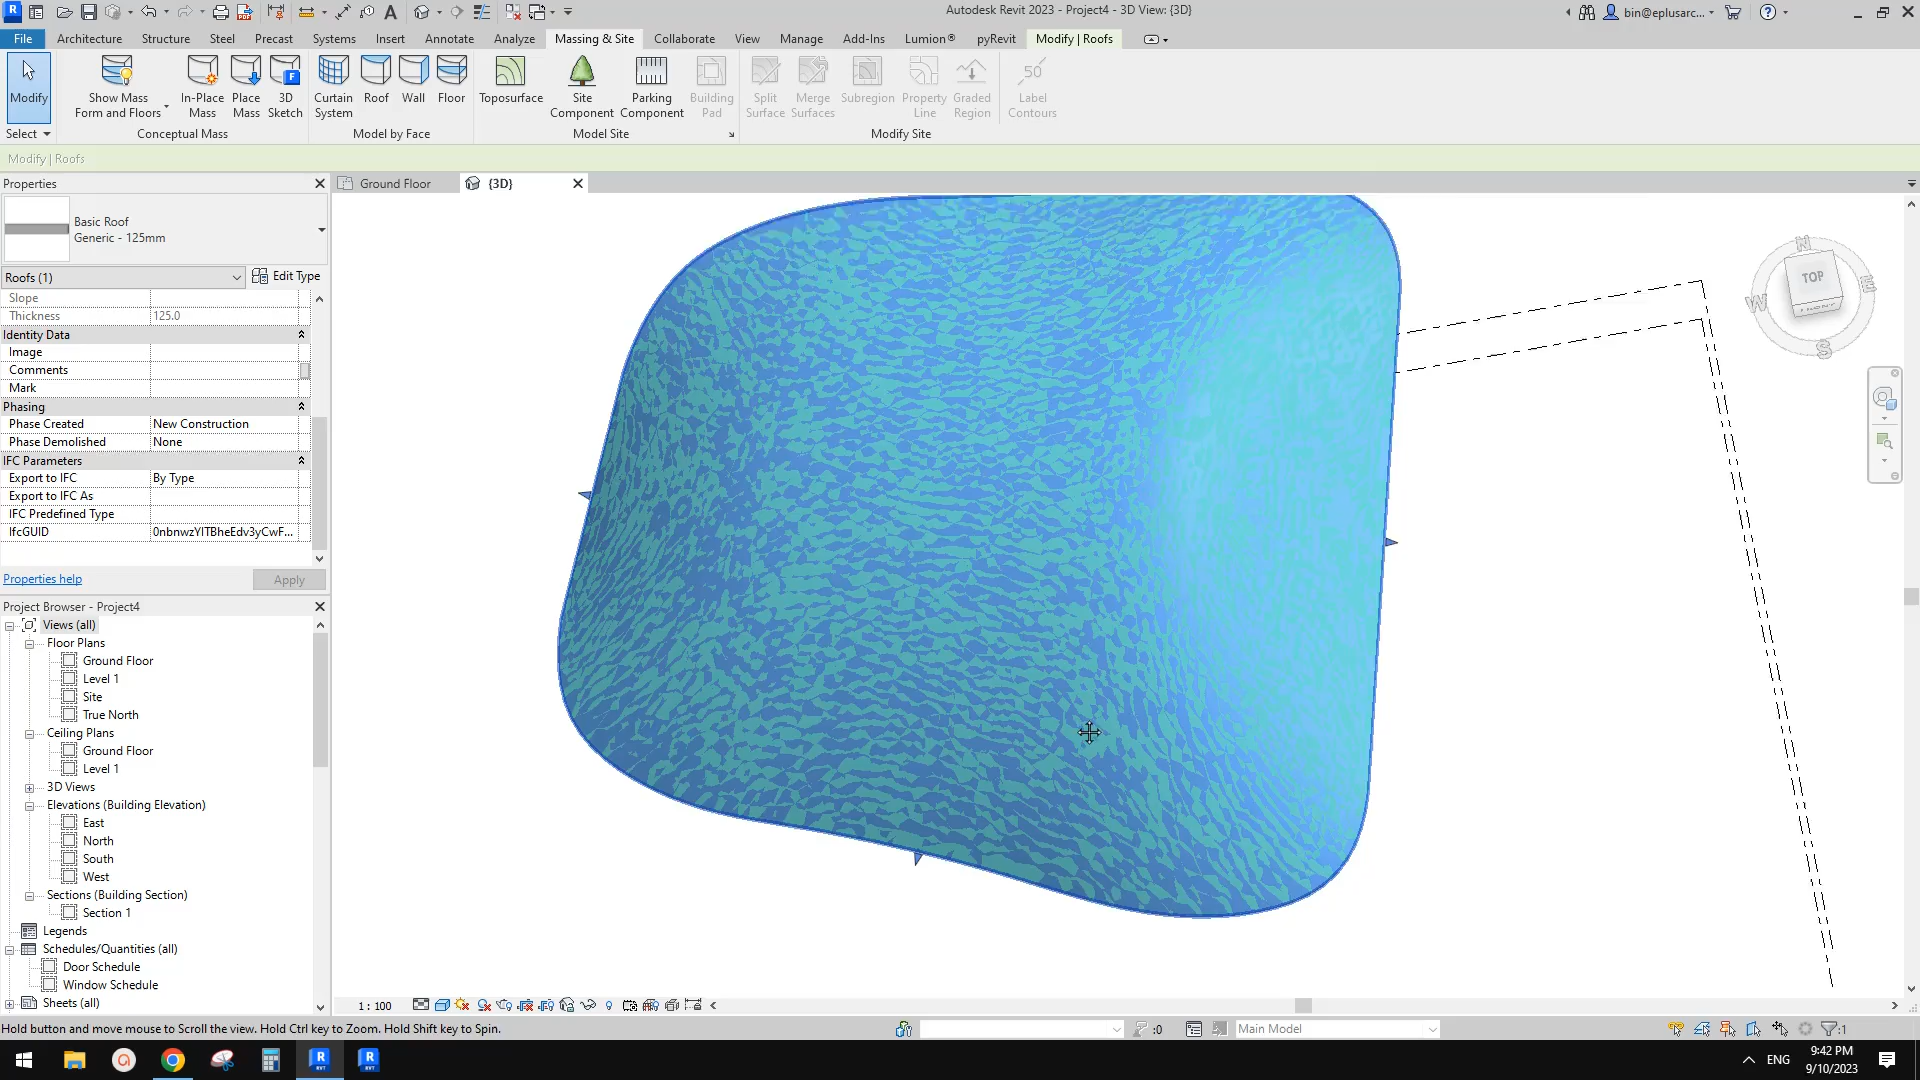 Autodesk Revit 2023 - Project4 - 3D View: {3D}
bin@eplusarc...
File Architecture Structure Steel Precast Systems Insert Annotate Analyze Massing & Site Collaborate View Manage Add-Ins Lumion® pyRevit Modify | Roofs
Modify
Show Mass Form and Floors
In-Place Mass
Place Mass
3D Sketch
Curtain System
Roof
Wall
Floor
Toposurface
Site Component
Parking Component
Building Pad
Split Surface
Merge Surfaces
Subregion
Property Line
Graded Region
50
Label Contours
Select
Conceptual Mass
Model by Face
Model Site
Modify Site
Modify | Roofs
Properties
Ground Floor
{3D}
Basic Roof
Generic - 125mm
Roofs (1)
Edit Type
Slope
Thickness 125.0
Identity Data
Image
Comments
Mark
Phasing
Phase Created New Construction
Phase Demolished None
IFC Parameters
Export to IFC By Type
Export to IFC As
IFC Predefined Type
IfcGUID 0nbnwzYlTBheEdv3yCwF...
Properties help
Apply
Project Browser - Project4
Views (all)
Floor Plans
Ground Floor
Level 1
Site
True North
Ceiling Plans
Ground Floor
Level 1
3D Views
Elevations (Building Elevation)
East
North
South
West
Sections (Building Section)
Section 1
Legends
Schedules/Quantities (all)
Door Schedule
Window Schedule
Sheets (all)
N
E
S
W
TOP
1 : 100
Hold button and move mouse to Scroll the view. Hold Ctrl key to Zoom. Hold Shift key to Spin.
:0
Main Model
:1
ENG
9:42 PM
9/10/2023